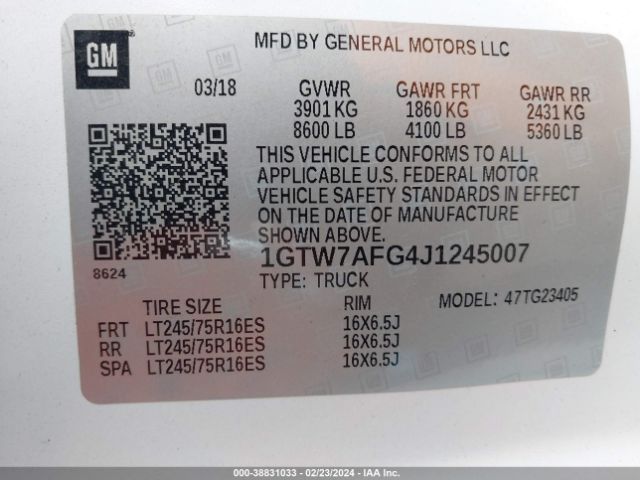 GM
MFD BY GENERAL MOTORS LLC
03/18 GVWR GAWR FRT GAWR RR
3901 KG 1860 KG 2431 KG
8600 LB 4100 LB 5360 LB
THIS VEHICLE CONFORMS TO ALL
APPLICABLE U.S. FEDERAL MOTOR
VEHICLE SAFETY STANDARDS IN EFFECT
ON THE DATE OF MANUFACTURE
SHOWN ABOVE.
1GTW7AFG4J1245007
8624
TYPE: TRUCK
MODEL: 47TG23405
TIRE SIZE RIM
FRT LT245/75R16ES 16X6.5J
RR LT245/75R16ES 16X6.5J
SPA LT245/75R16ES 16X6.5J
000-38831033 - 02/23/2024 - IAAI.COM